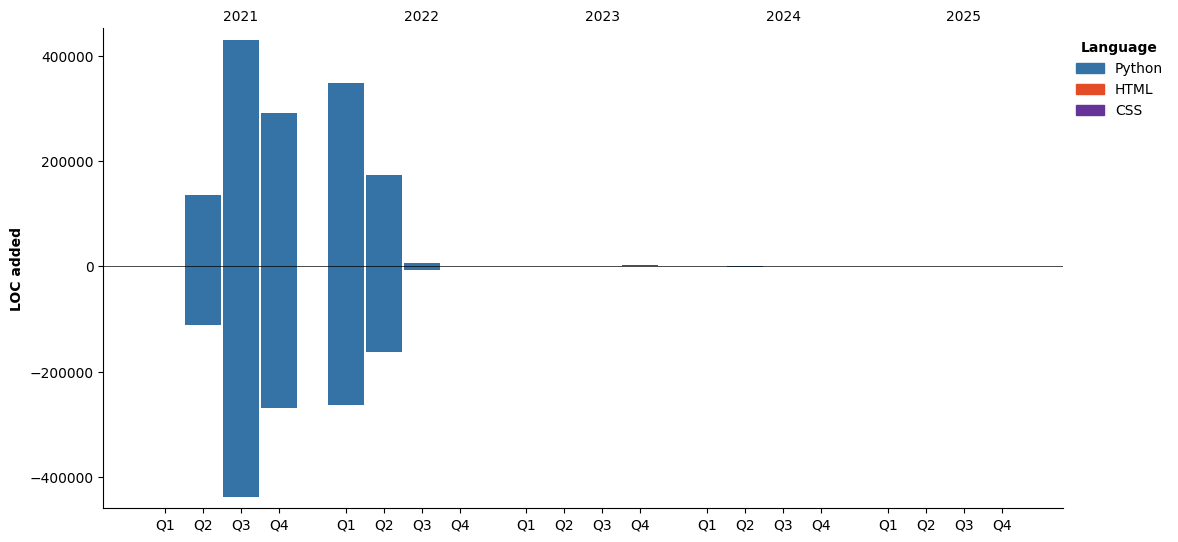 2021 2022 2023 2024 2025
Language
Python
HTML
CSS
LOC added
400000
200000
0
−200000
−400000
Q1 Q2 Q3 Q4 Q1 Q2 Q3 Q4 Q1 Q2 Q3 Q4 Q1 Q2 Q3 Q4 Q1 Q2 Q3 Q4